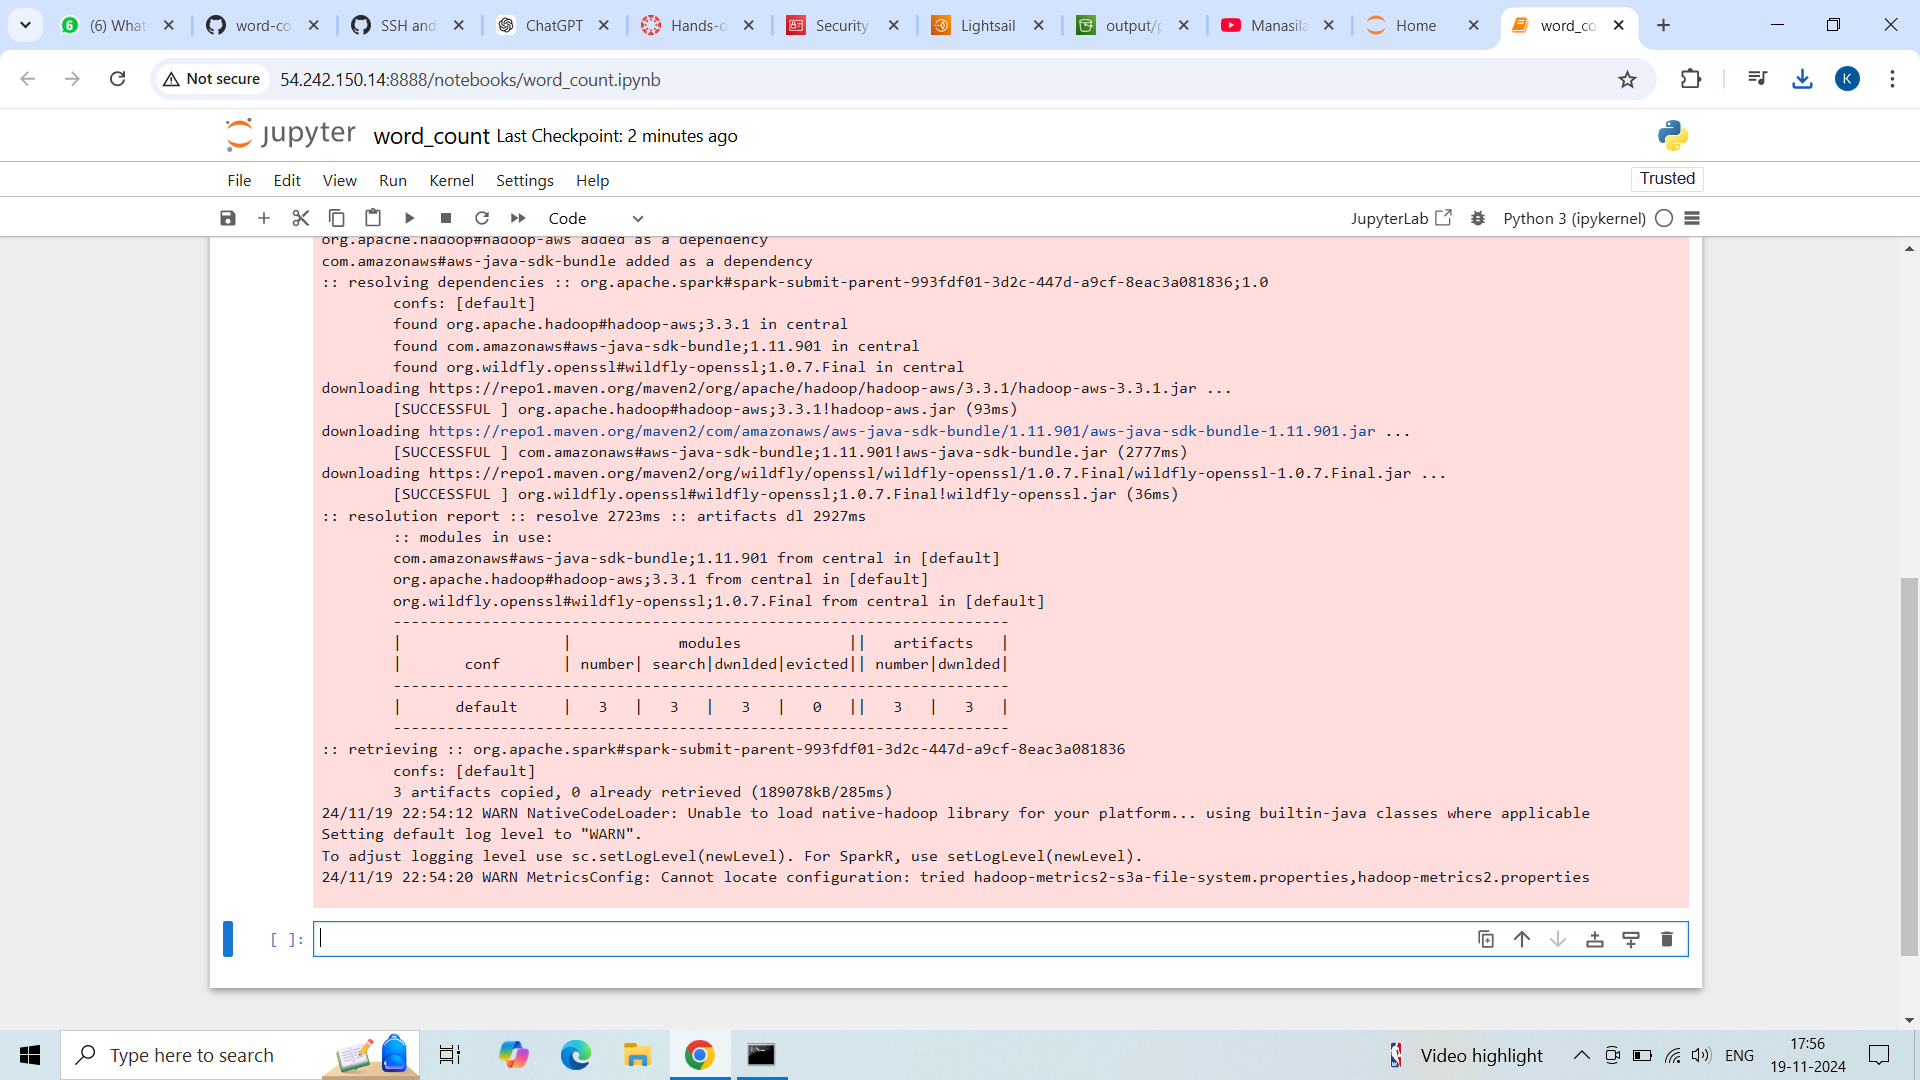 (6) What
word-co
SSH and
ChatGPT
Hands-o
Security
Lightsail
output/p
Manasila
Home
word_co
Not secure
54.242.150.14:8888/notebooks/word_count.ipynb
K
jupyter word_count Last Checkpoint: 2 minutes ago
File Edit View Run Kernel Settings Help
Trusted
Code
JupyterLab
Python 3 (ipykernel)
org.apache.hadoop#hadoop-aws added as a dependency
com.amazonaws#aws-java-sdk-bundle added as a dependency
:: resolving dependencies :: org.apache.spark#spark-submit-parent-993fdf01-3d2c-447d-a9cf-8eac3a081836;1.0
confs: [default]
found org.apache.hadoop#hadoop-aws;3.3.1 in central
found com.amazonaws#aws-java-sdk-bundle;1.11.901 in central
found org.wildfly.openssl#wildfly-openssl;1.0.7.Final in central
downloading https://repo1.maven.org/maven2/org/apache/hadoop/hadoop-aws/3.3.1/hadoop-aws-3.3.1.jar ...
[SUCCESSFUL ] org.apache.hadoop#hadoop-aws;3.3.1!hadoop-aws.jar (93ms)
downloading https://repo1.maven.org/maven2/com/amazonaws/aws-java-sdk-bundle/1.11.901/aws-java-sdk-bundle-1.11.901.jar ...
[SUCCESSFUL ] com.amazonaws#aws-java-sdk-bundle;1.11.901!aws-java-sdk-bundle.jar (2777ms)
downloading https://repo1.maven.org/maven2/org/wildfly/openssl/wildfly-openssl/1.0.7.Final/wildfly-openssl-1.0.7.Final.jar ...
[SUCCESSFUL ] org.wildfly.openssl#wildfly-openssl;1.0.7.Final!wildfly-openssl.jar (36ms)
:: resolution report :: resolve 2723ms :: artifacts dl 2927ms
:: modules in use:
com.amazonaws#aws-java-sdk-bundle;1.11.901 from central in [default]
org.apache.hadoop#hadoop-aws;3.3.1 from central in [default]
org.wildfly.openssl#wildfly-openssl;1.0.7.Final from central in [default]
---------------------------------------------------------------------
|                  |            modules            ||   artifacts   |
|       conf       | number| search|dwnlded|evicted|| number|dwnlded|
---------------------------------------------------------------------
|      default     |   3   |   3   |   3   |   0   ||   3   |   3   |
---------------------------------------------------------------------
:: retrieving :: org.apache.spark#spark-submit-parent-993fdf01-3d2c-447d-a9cf-8eac3a081836
confs: [default]
3 artifacts copied, 0 already retrieved (189078kB/285ms)
24/11/19 22:54:12 WARN NativeCodeLoader: Unable to load native-hadoop library for your platform... using builtin-java classes where applicable
Setting default log level to "WARN".
To adjust logging level use sc.setLogLevel(newLevel). For SparkR, use setLogLevel(newLevel).
24/11/19 22:54:20 WARN MetricsConfig: Cannot locate configuration: tried hadoop-metrics2-s3a-file-system.properties,hadoop-metrics2.properties
[ ]:
Type here to search
Video highlight
ENG
17:56
19-11-2024